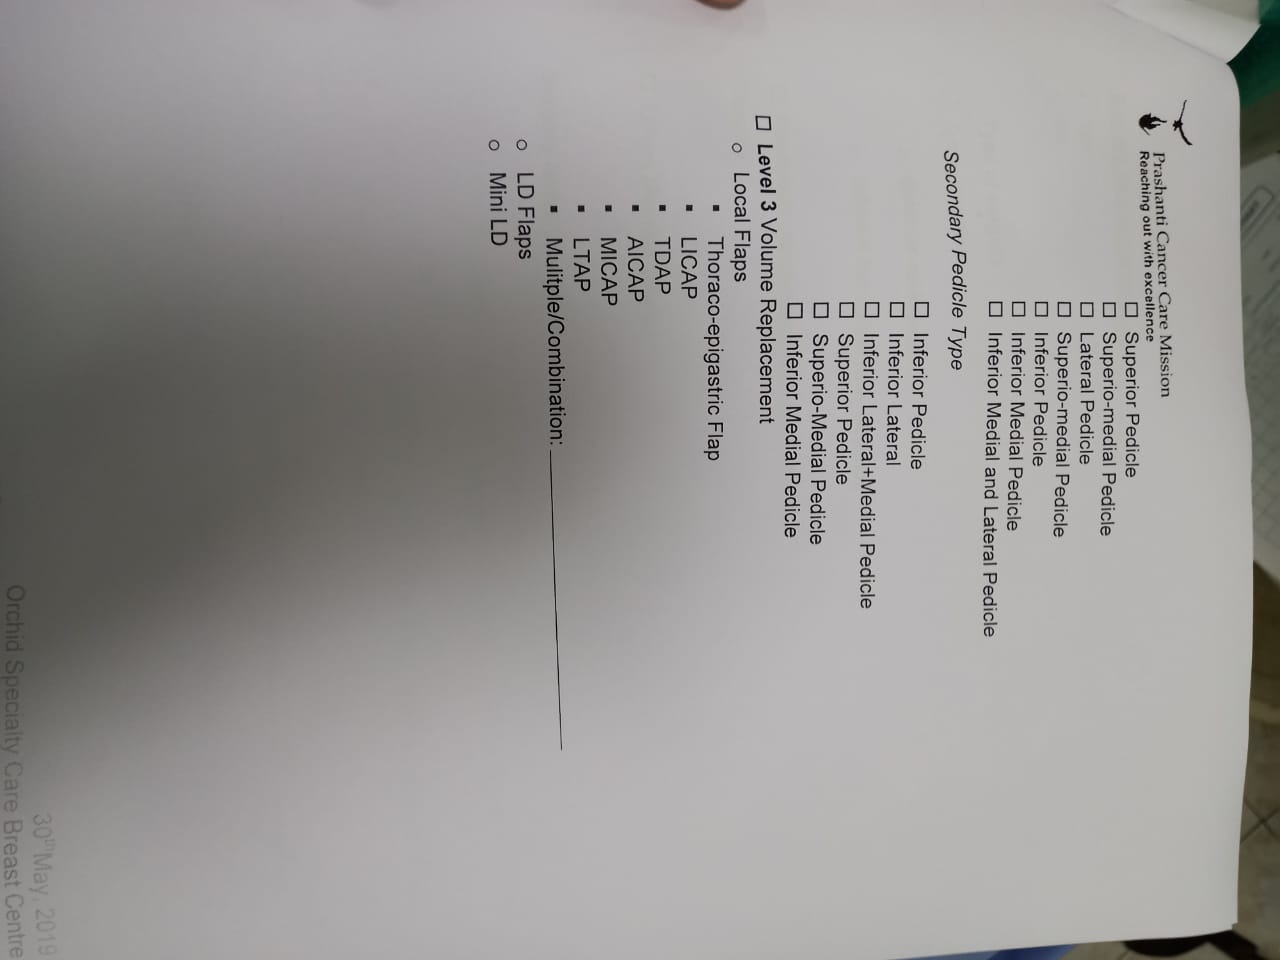 Prashanti Cancer Care Mission
Reaching out with excellence
☐ Superior Pedicle
☐ Superio-medial Pedicle
☐ Lateral Pedicle
☐ Superio-medial Pedicle
☐ Inferior Pedicle
☐ Inferior Medial Pedicle
☐ Inferior Medial and Lateral Pedicle
Secondary Pedicle Type
☐ Inferior Pedicle
☐ Inferior Lateral
☐ Inferior Lateral+Medial Pedicle
☐ Superior Pedicle
☐ Superio-Medial Pedicle
☐ Inferior Medial Pedicle
☐ Level 3 Volume Replacement
○ Local Flaps
▪ Thoraco-epigastric Flap
▪ LICAP
▪ TDAP
▪ AICAP
▪ MICAP
▪ LTAP
▪ Mulitple/Combination: ____________
○ LD Flaps
○ Mini LD
30th May, 2019
Orchid Specialty Care Breast Centre